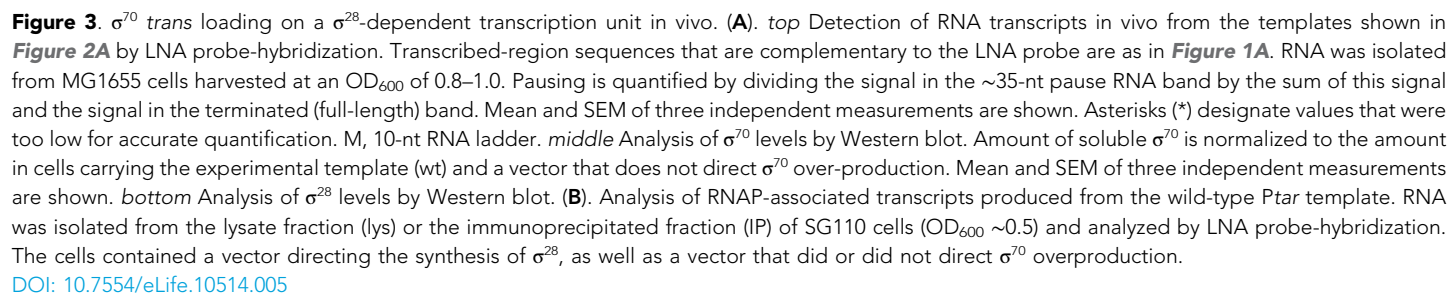 Figure 3. σ⁷⁰ trans loading on a σ²⁸-dependent transcription unit in vivo. (A). top Detection of RNA transcripts in vivo from the templates shown in
Figure 2A by LNA probe-hybridization. Transcribed-region sequences that are complementary to the LNA probe are as in Figure 1A. RNA was isolated
from MG1655 cells harvested at an OD₆₀₀ of 0.8–1.0. Pausing is quantified by dividing the signal in the ~35-nt pause RNA band by the sum of this signal
and the signal in the terminated (full-length) band. Mean and SEM of three independent measurements are shown. Asterisks (*) designate values that were
too low for accurate quantification. M, 10-nt RNA ladder. middle Analysis of σ⁷⁰ levels by Western blot. Amount of soluble σ⁷⁰ is normalized to the amount
in cells carrying the experimental template (wt) and a vector that does not direct σ⁷⁰ over-production. Mean and SEM of three independent measurements
are shown. bottom Analysis of σ²⁸ levels by Western blot. (B). Analysis of RNAP-associated transcripts produced from the wild-type Ptar template. RNA
was isolated from the lysate fraction (lys) or the immunoprecipitated fraction (IP) of SG110 cells (OD₆₀₀ ~0.5) and analyzed by LNA probe-hybridization.
The cells contained a vector directing the synthesis of σ²⁸, as well as a vector that did or did not direct σ⁷⁰ overproduction.
DOI: 10.7554/eLife.10514.005